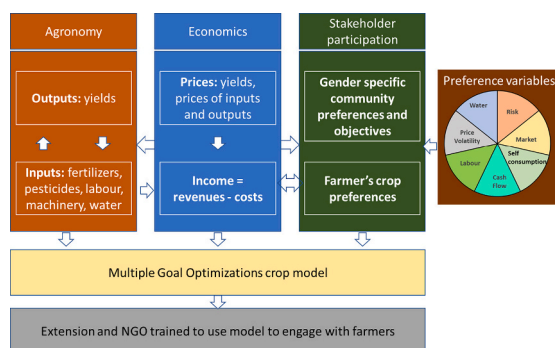 Agronomy
Outputs: yields
Inputs: fertilizers,
pesticides, labour,
machinery, water
Economics
Prices: yields,
prices of inputs
and outputs
Income =
revenues - costs
Stakeholder
participation
Gender specific
community
preferences and
objectives
Farmer's crop
preferences
Preference variables
Water
Risk
Price
Volatility
Market
Labour
Self
consumption
Cash
Flow
Multiple Goal Optimizations crop model
Extension and NGO trained to use model to engage with farmers